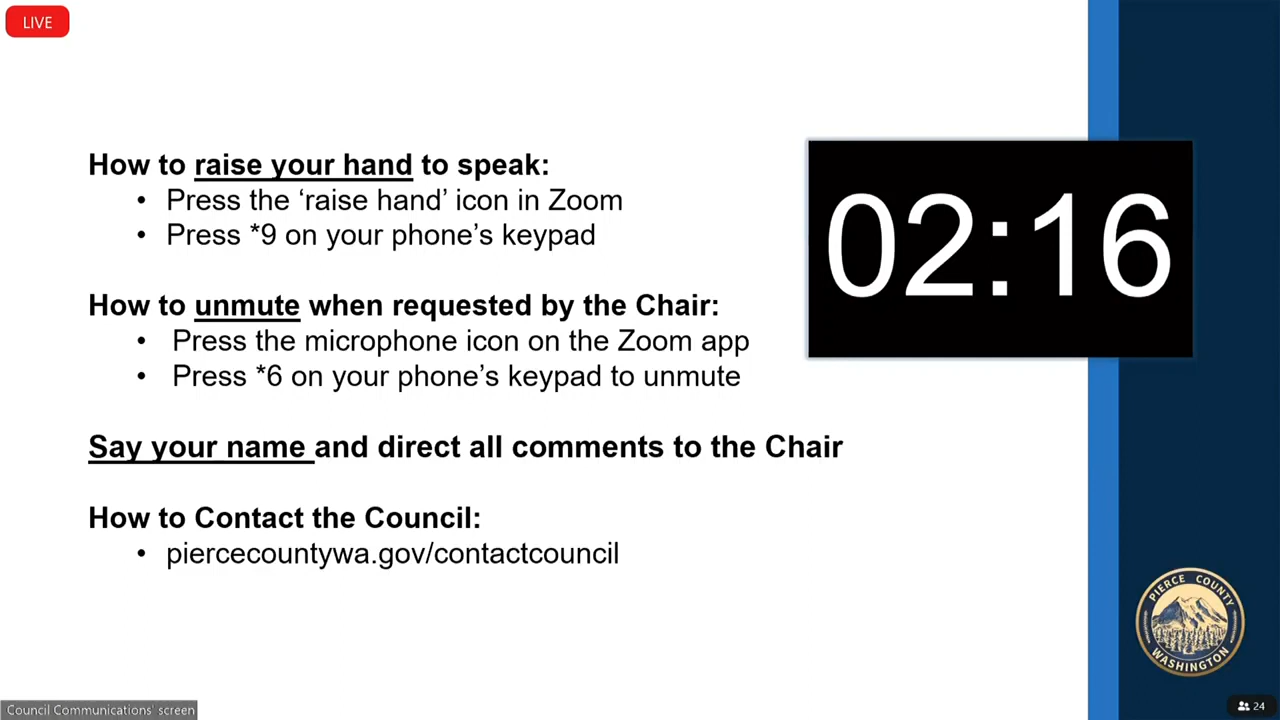 LIVE
How to raise your hand to speak:
• Press the ‘raise hand’ icon in Zoom
• Press *9 on your phone’s keypad
02:16
How to unmute when requested by the Chair:
• Press the microphone icon on the Zoom app
• Press *6 on your phone’s keypad to unmute
Say your name and direct all comments to the Chair
How to Contact the Council:
• piercecountywa.gov/contactcouncil
PIERCE COUNTY
WASHINGTON
Council Communications' screen
24